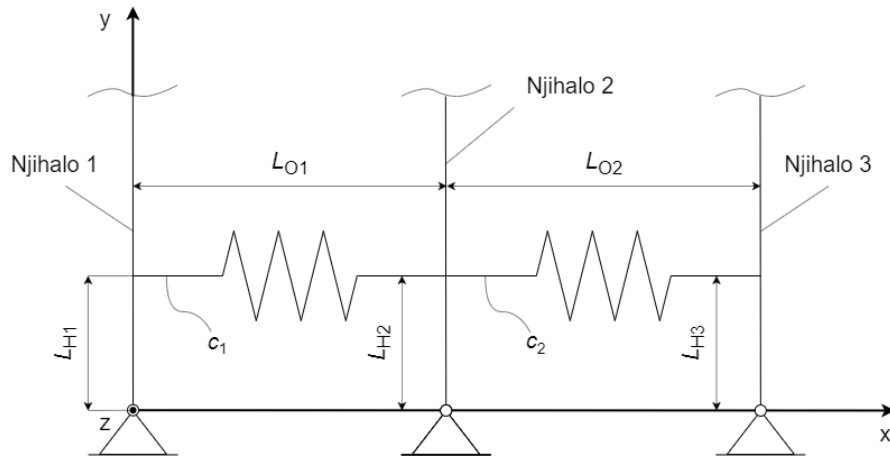 y
Njihalo 2
Njihalo 1
L_O1
L_O2
Njihalo 3
L_H1
c_1
L_H2
c_2
L_H3
z
x